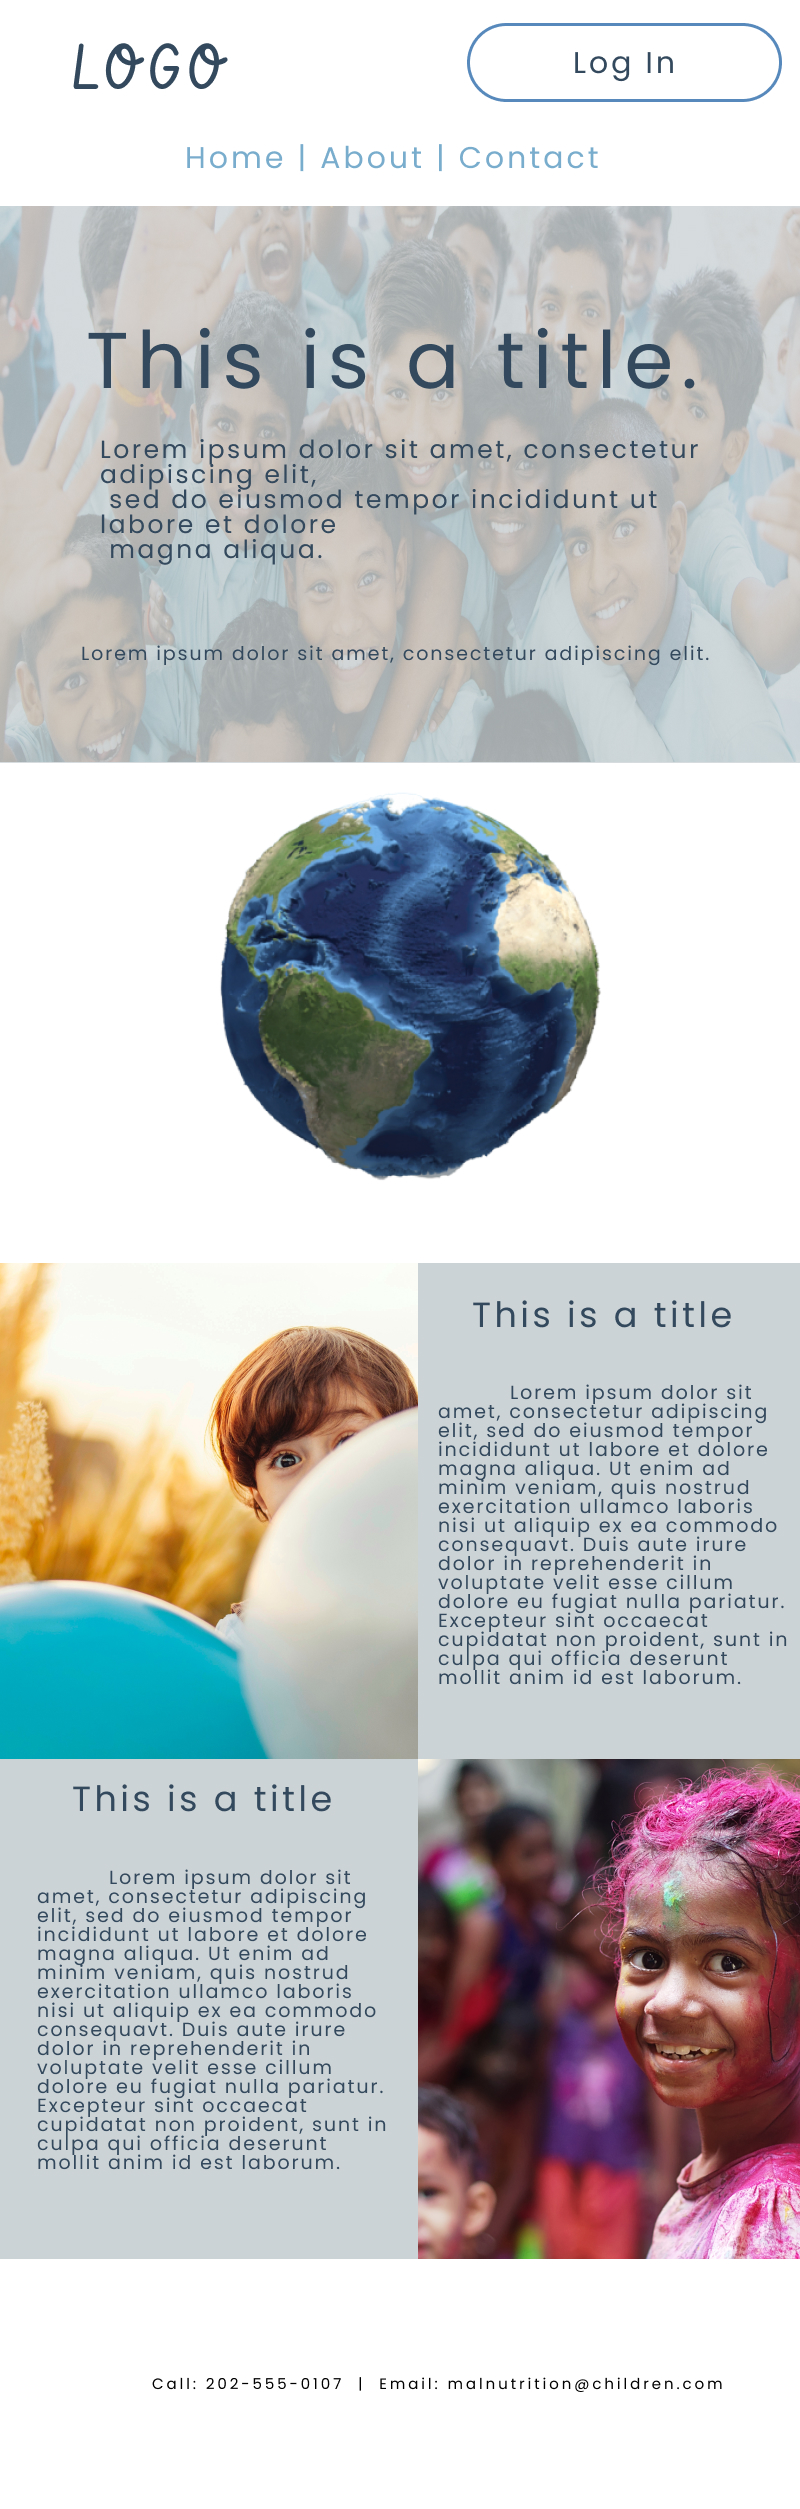 LOGO
Log In
Home | About | Contact
This is a title.
Lorem ipsum dolor sit amet, consectetur
adipiscing elit,
sed do eiusmod tempor incididunt ut
labore et dolore
magna aliqua.
Lorem ipsum dolor sit amet, consectetur adipiscing elit.
This is a title
Lorem ipsum dolor sit
amet, consectetur adipiscing
elit, sed do eiusmod tempor
incididunt ut labore et dolore
magna aliqua. Ut enim ad
minim veniam, quis nostrud
exercitation ullamco laboris
nisi ut aliquip ex ea commodo
consequavt. Duis aute irure
dolor in reprehenderit in
voluptate velit esse cillum
dolore eu fugiat nulla pariatur.
Excepteur sint occaecat
cupidatat non proident, sunt in
culpa qui officia deserunt
mollit anim id est laborum.
This is a title
Lorem ipsum dolor sit
amet, consectetur adipiscing
elit, sed do eiusmod tempor
incididunt ut labore et dolore
magna aliqua. Ut enim ad
minim veniam, quis nostrud
exercitation ullamco laboris
nisi ut aliquip ex ea commodo
consequavt. Duis aute irure
dolor in reprehenderit in
voluptate velit esse cillum
dolore eu fugiat nulla pariatur.
Excepteur sint occaecat
cupidatat non proident, sunt in
culpa qui officia deserunt
mollit anim id est laborum.
Call: 202-555-0107 | Email: malnutrition@children.com